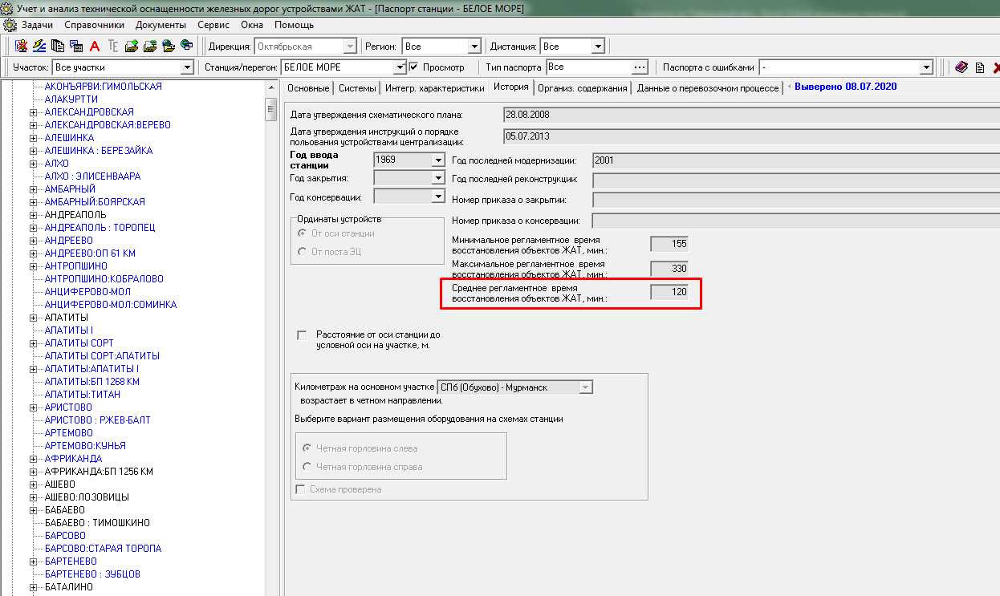 Учет и анализ технической оснащенности железных дорог устройствами ЖАТ - [Паспорт станции - БЕЛОЕ МОРЕ]
Задачи Справочники Документы Сервис Окна Помощь
Дирекция: Октябрьская Регион: Все Дистанция: Все
Участок: Все участки Станция/перегон: БЕЛОЕ МОРЕ Просмотр Тип паспорта Все ... Паспорта с ошибками -
АКОНЪЯРВИ:ГИМОЛЬСКАЯ
АЛАКУРТТИ
АЛЕКСАНДРОВСКАЯ
АЛЕКСАНДРОВСКАЯ:ВЕРЕВО
АЛЕШИНКА
АЛЕШИНКА : БЕРЕЗАЙКА
АЛХО
АЛХО : ЭЛИСЕНВААРА
АМБАРНЫЙ
АМБАРНЫЙ:БОЯРСКАЯ
АНДРЕАПОЛЬ
АНДРЕАПОЛЬ : ТОРОПЕЦ
АНДРЕЕВО
АНДРЕЕВО:ОП 61 КМ
АНТРОПШИНО
АНТРОПШИНО:КОБРАЛОВО
АНЦИФЕРОВО-МОЛ
АНЦИФЕРОВО-МОЛ:СОМИНКА
АПАТИТЫ
АПАТИТЫ I
АПАТИТЫ СОРТ
АПАТИТЫ СОРТ:АПАТИТЫ
АПАТИТЫ:АПАТИТЫ I
АПАТИТЫ:БП 1268 КМ
АПАТИТЫ:ТИТАН
АРИСТОВО
АРИСТОВО : РЖЕВ-БАЛТ
АРТЕМОВО
АРТЕМОВО:КУНЬЯ
АФРИКАНДА
АФРИКАНДА:БП 1256 КМ
АШЕВО
АШЕВО:ЛОЗОВИЦЫ
БАБАЕВО
БАБАЕВО : ТИМОШКИНО
БАРСОВО
БАРСОВО:СТАРАЯ ТОРОПА
БАРТЕНЕВО
БАРТЕНЕВО : ЗУБЦОВ
БАТАЛИНО
Основные Системы Интегр. характеристики История Организ. содержания Данные о перевозочном процессе Выверено 08.07.2020
Дата утверждения схематического плана: 28.08.2008
Дата утверждения инструкций о порядке
пользования устройствами централизации: 05.07.2013
Год ввода
станции 1969 Год последней модернизации: 2001
Год закрытия: Год последней реконструкции:
Год консервации: Номер приказа о закрытии:
Номер приказа о консервации:
Ординаты устройств
От оси станции
От поста ЭЦ
Минимальное регламентное время
восстановления объектов ЖАТ, мин.: 155
Максимальное регламентное время
восстановления объектов ЖАТ, мин.: 330
Среднее регламентное время
восстановления объектов ЖАТ, мин.: 120
Расстояние от оси станции до
условной оси на участке, м.
Километраж на основном участке СПб (Обухово) - Мурманск
возрастает в четном направлении.
Выберите вариант размещения оборудования на схемах станции
Четная горловина слева
Четная горловина справа
Схема проверена